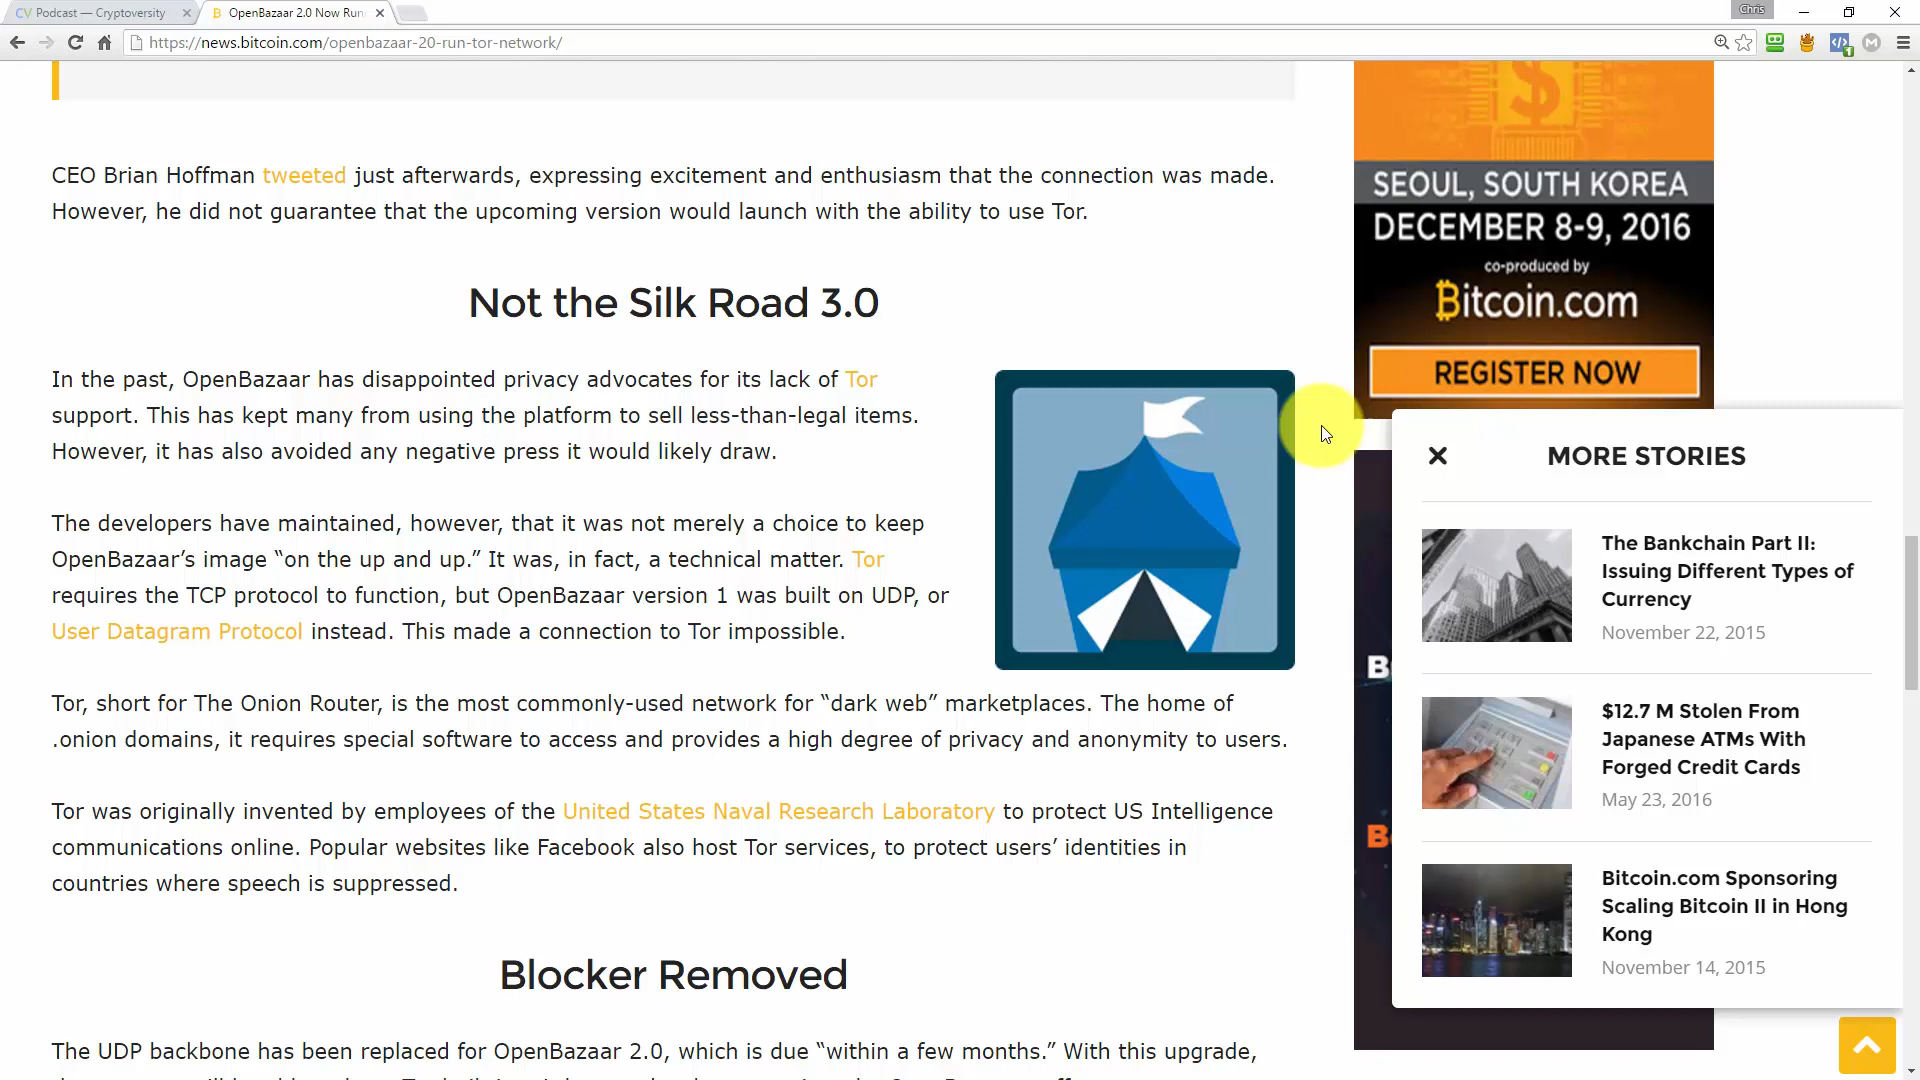 CV Podcast — Cryptoversity
OpenBazaar 2.0 Now Run
Chris
https://news.bitcoin.com/openbazaar-20-run-tor-network/
CEO Brian Hoffman tweeted just afterwards, expressing excitement and enthusiasm that the connection was made.
However, he did not guarantee that the upcoming version would launch with the ability to use Tor.
Not the Silk Road 3.0
In the past, OpenBazaar has disappointed privacy advocates for its lack of Tor
support. This has kept many from using the platform to sell less-than-legal items.
However, it has also avoided any negative press it would likely draw.
The developers have maintained, however, that it was not merely a choice to keep
OpenBazaar’s image “on the up and up.” It was, in fact, a technical matter. Tor
requires the TCP protocol to function, but OpenBazaar version 1 was built on UDP, or
User Datagram Protocol instead. This made a connection to Tor impossible.
Tor, short for The Onion Router, is the most commonly-used network for “dark web” marketplaces. The home of
.onion domains, it requires special software to access and provides a high degree of privacy and anonymity to users.
Tor was originally invented by employees of the United States Naval Research Laboratory to protect US Intelligence
communications online. Popular websites like Facebook also host Tor services, to protect users’ identities in
countries where speech is suppressed.
Blocker Removed
The UDP backbone has been replaced for OpenBazaar 2.0, which is due “within a few months.” With this upgrade,
SEOUL, SOUTH KOREA
DECEMBER 8-9, 2016
co-produced by
Bitcoin.com
REGISTER NOW
MORE STORIES
The Bankchain Part II:
Issuing Different Types of
Currency
November 22, 2015
$12.7 M Stolen From
Japanese ATMs With
Forged Credit Cards
May 23, 2016
Bitcoin.com Sponsoring
Scaling Bitcoin II in Hong
Kong
November 14, 2015